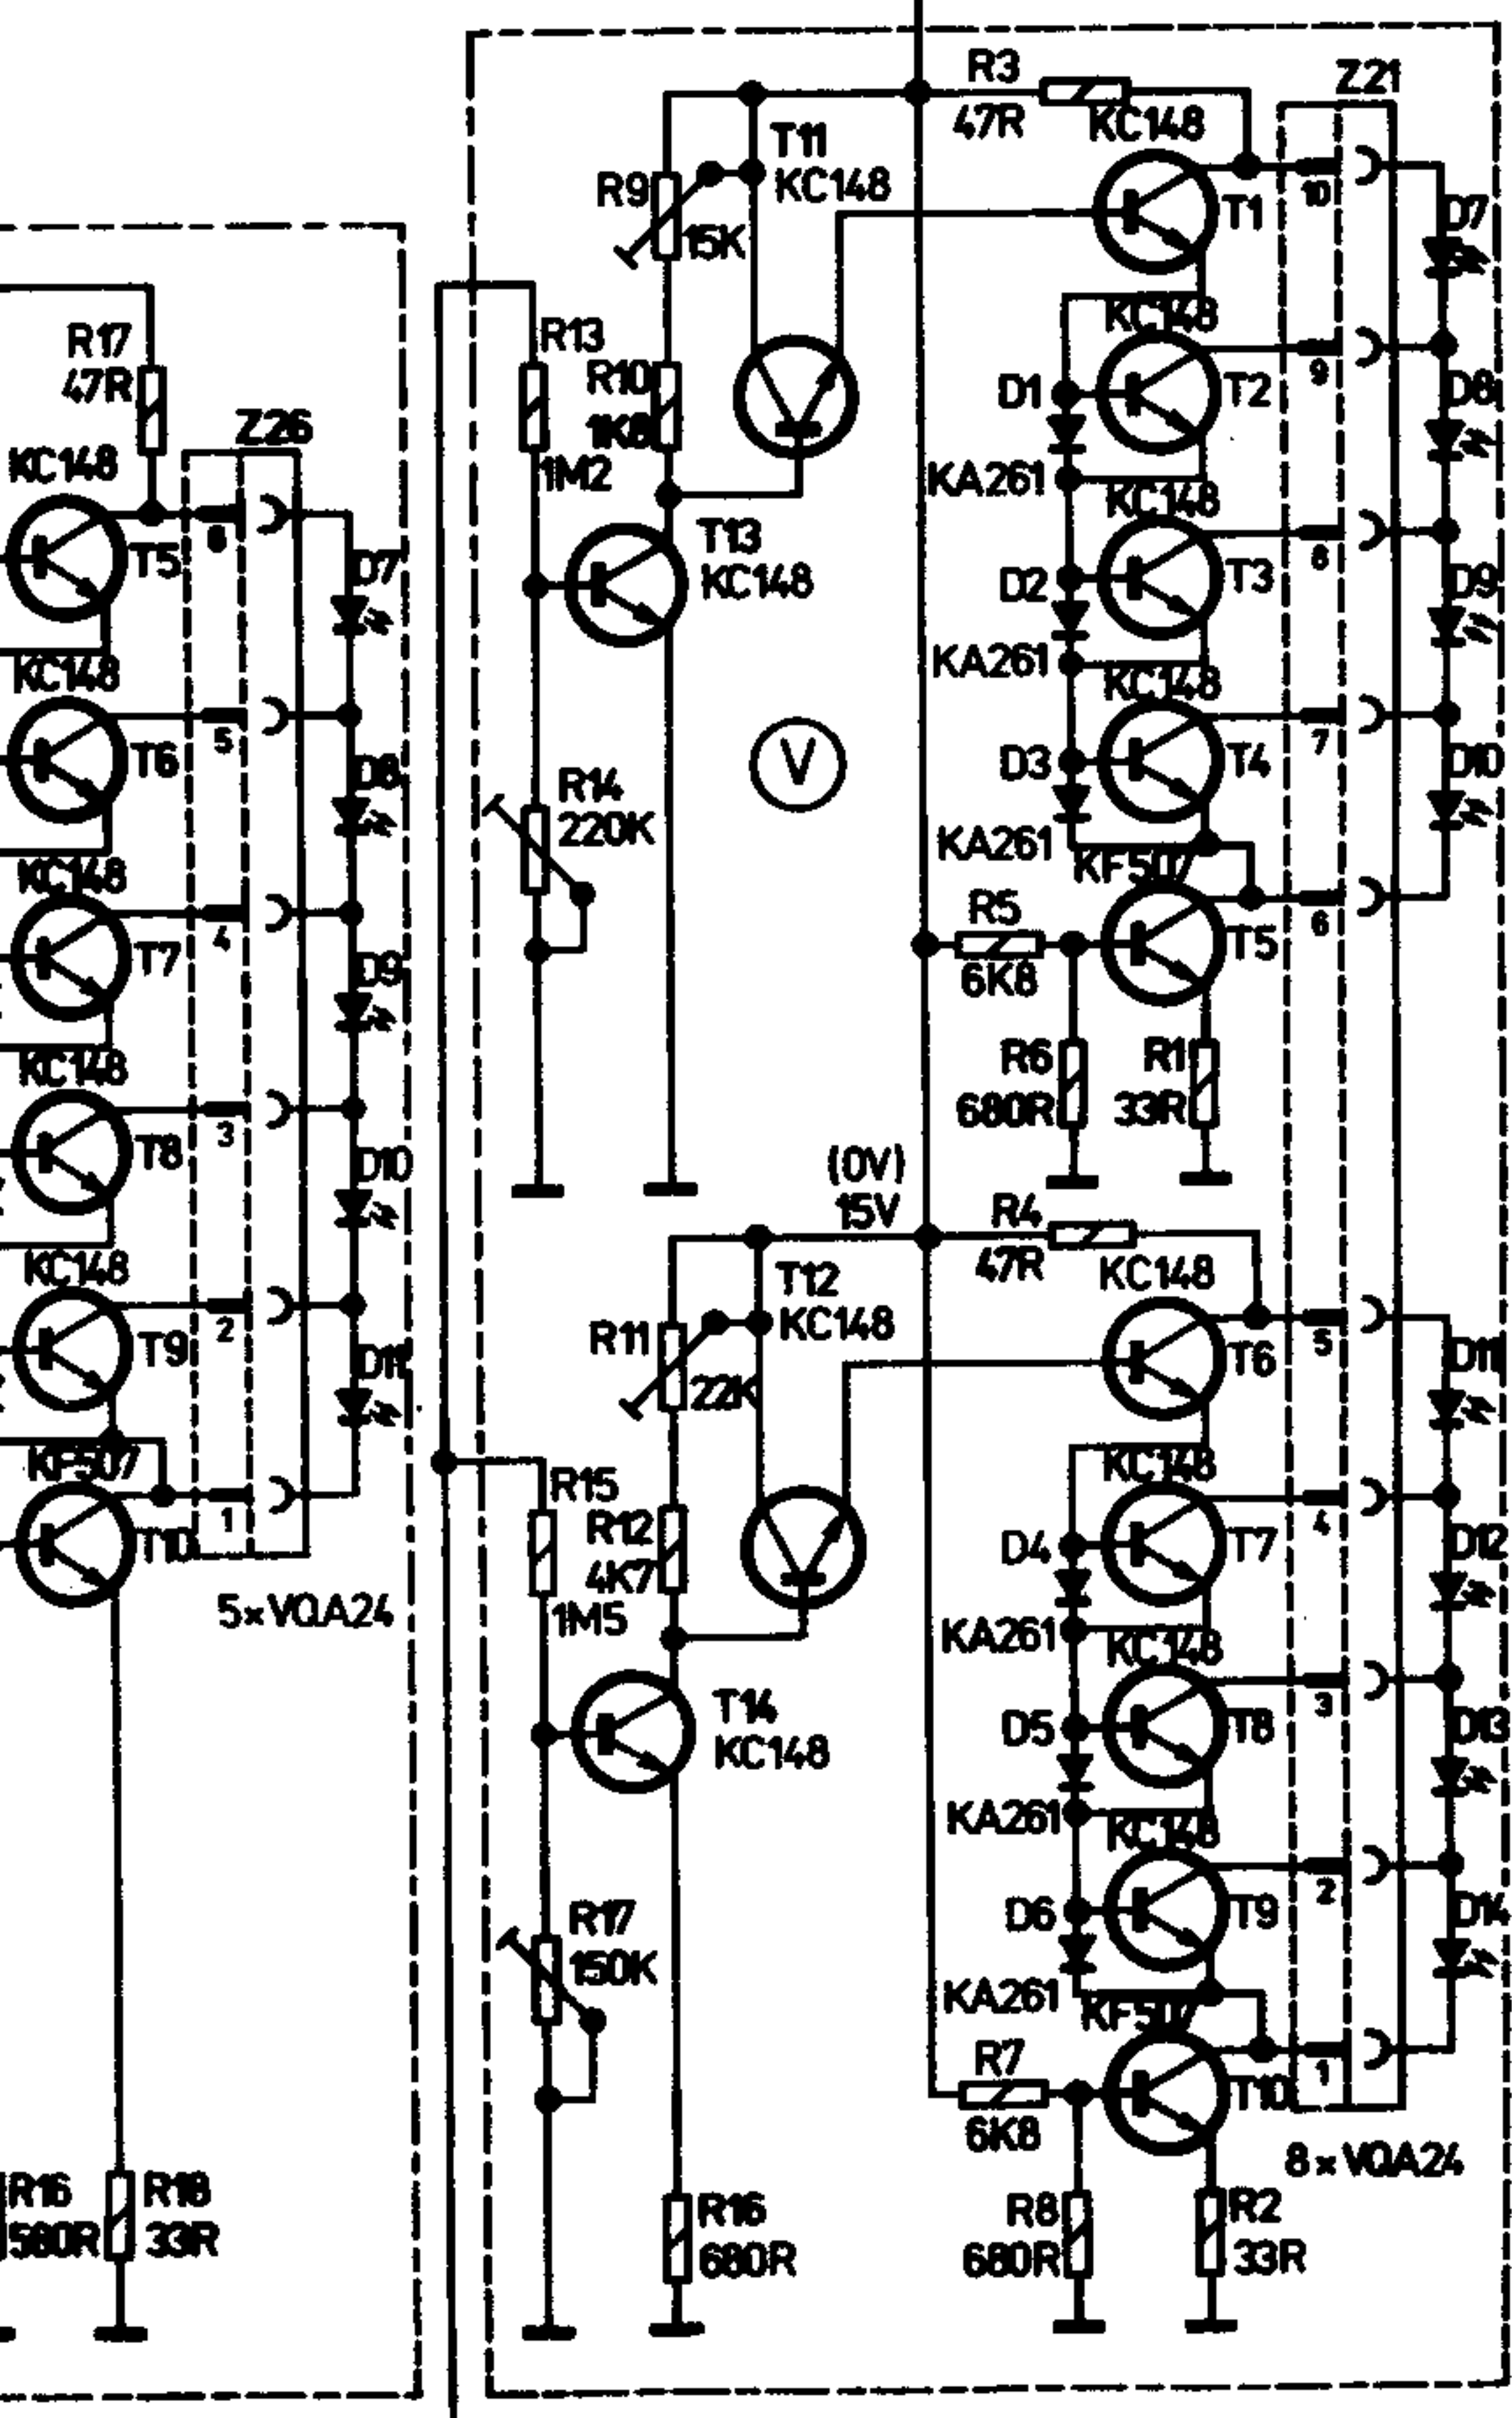 R17
47R
Z26
KC148
T5
6
D7
KC148
T6
5
D8
KC148
T7
4
D9
KC148
T8
3
D10
KC148
T9
2
D11
KF507
T10
1
5xVQA24
R16
560R
R18
33R
R3
47R
KC148
Z21
T11
KC148
R9
15K
T1
10
D7
R13
1M2
R10
1K8
KC148
D1
T2
9
D8
KA261
KC148
T13
KC148
D2
T3
8
D9
KA261
KC148
V
D3
T4
7
D10
R14
220K
KA261
KF507
R5
6K8
T5
6
R6
680R
R1
33R
(0V)
15V
R4
47R
KC148
T12
KC148
R11
22K
T6
5
D11
R15
1M5
R12
4K7
KC148
D4
T7
4
D12
KA261
KC148
T14
KC148
D5
T8
3
D13
KA261
KC148
R17
150K
D6
T9
2
D14
KA261
KF507
R7
6K8
T10
1
8xVQA24
R16
680R
R8
680R
R2
33R